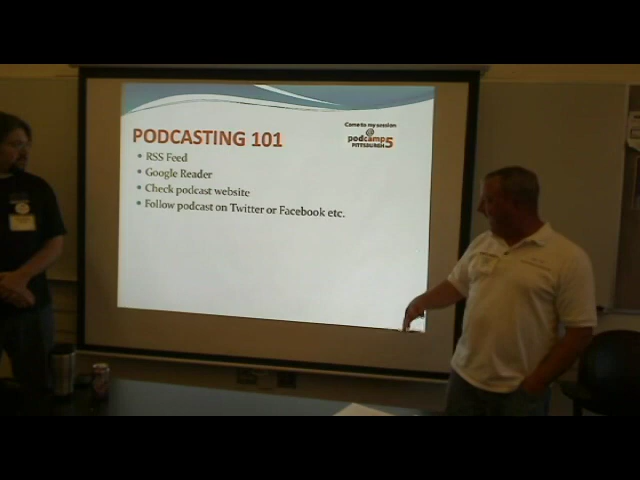 Come to my session
@
podcamp
PITTSBURGH 5
PODCASTING 101
• RSS Feed
• Google Reader
• Check podcast website
• Follow podcast on Twitter or Facebook etc.